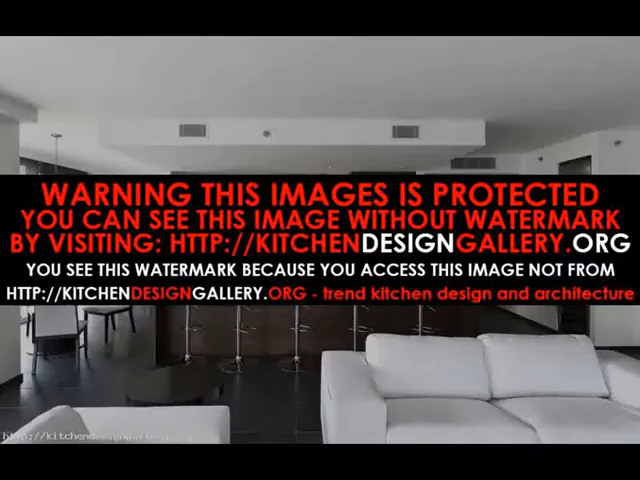 WARNING THIS IMAGES IS PROTECTED
YOU CAN SEE THIS IMAGE WITHOUT WATERMARK
BY VISITING: HTTP://KITCHENDESIGNGALLERY.ORG
YOU SEE THIS WATERMARK BECAUSE YOU ACCESS THIS IMAGE NOT FROM
HTTP://KITCHENDESIGNGALLERY.ORG - trend kitchen design and architecture